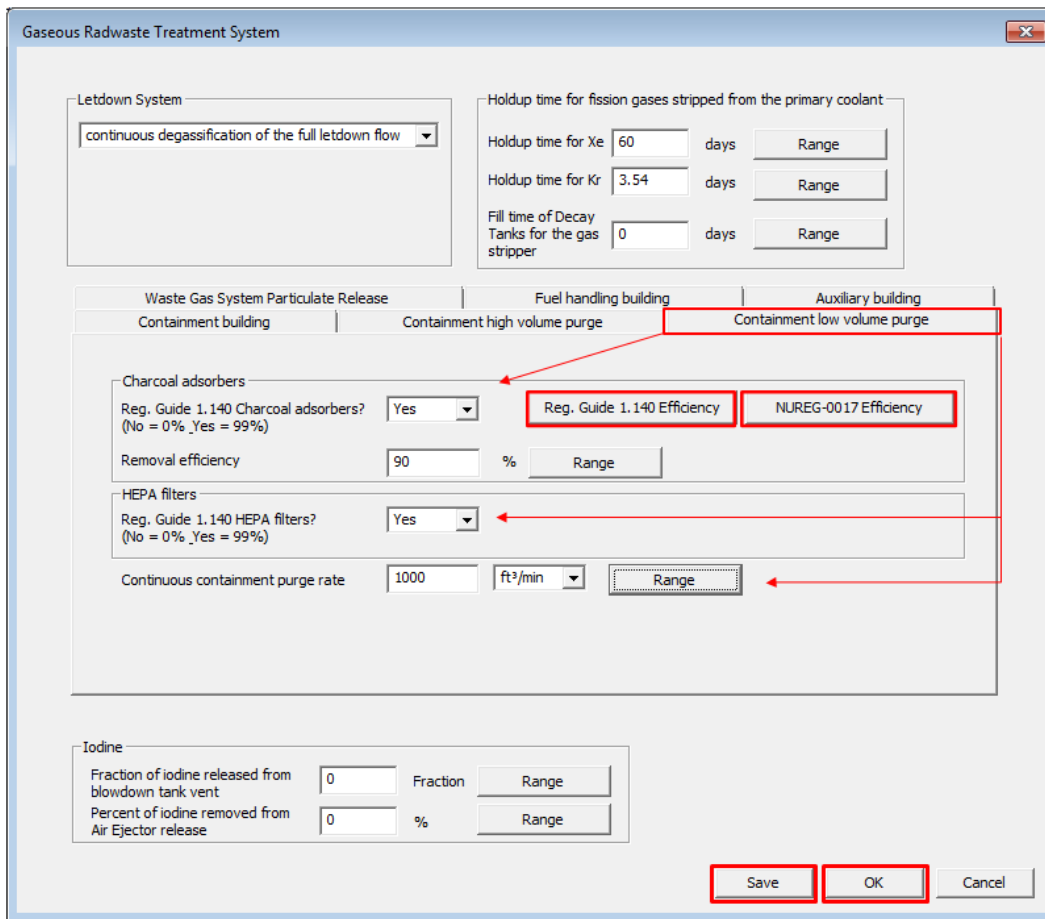 Gaseous Radwaste Treatment System
Letdown System
continuous degassification of the full letdown flow
Holdup time for fission gases stripped from the primary coolant
Holdup time for Xe 60 days Range
Holdup time for Kr 3.54 days Range
Fill time of Decay
Tanks for the gas 0 days Range
stripper
Waste Gas System Particulate Release Fuel handling building Auxiliary building
Containment building Containment high volume purge Containment low volume purge
Charcoal adsorbers
Reg. Guide 1.140 Charcoal adsorbers? Yes Reg. Guide 1.140 Efficiency NUREG-0017 Efficiency
(No = 0% _Yes = 99%)
Removal efficiency 90 % Range
HEPA filters
Reg. Guide 1.140 HEPA filters? Yes
(No = 0% _Yes = 99%)
Continuous containment purge rate 1000 ft³/min Range
Iodine
Fraction of iodine released from 0 Fraction Range
blowdown tank vent
Percent of iodine removed from 0 % Range
Air Ejector release
Save OK Cancel